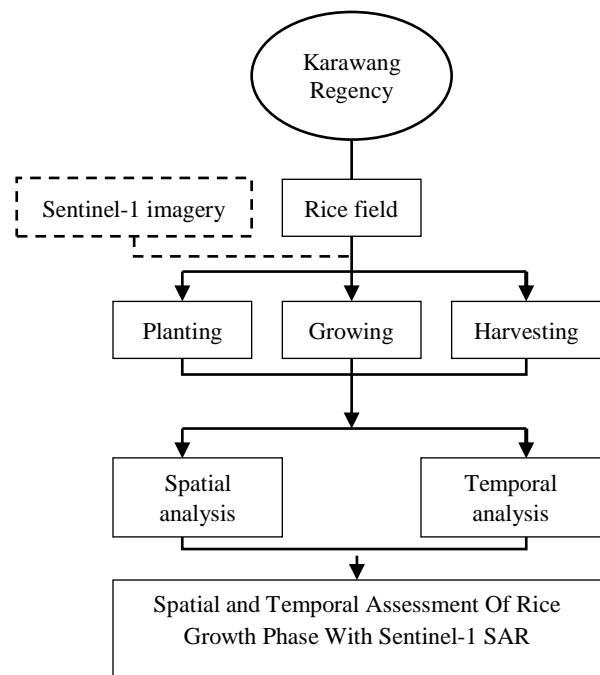 Karawang
Regency
Sentinel-1 imagery
Rice field
Planting
Growing
Harvesting
Spatial
analysis
Temporal
analysis
Spatial and Temporal Assessment Of Rice
Growth Phase With Sentinel-1 SAR